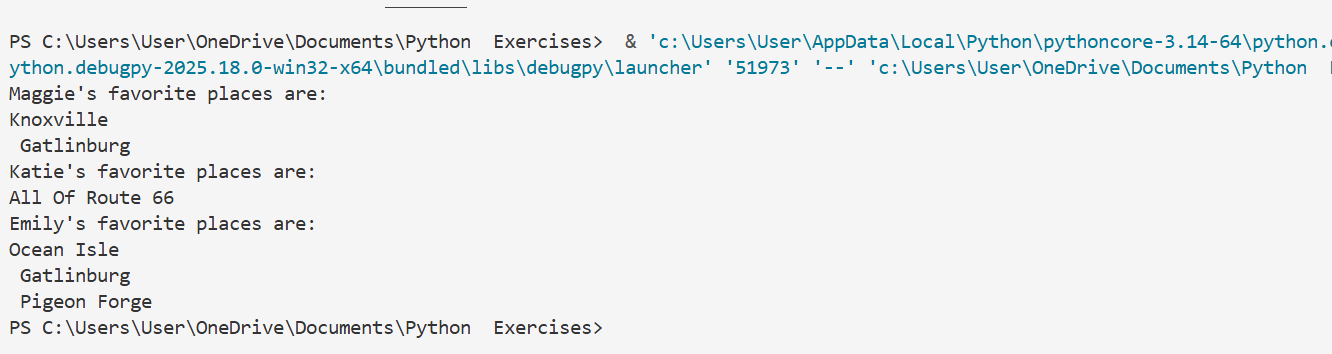 PS C:\Users\User\OneDrive\Documents\Python  Exercises>  & 'c:\Users\User\AppData\Local\Python\pythoncore-3.14-64\python.
ython.debugpy-2025.18.0-win32-x64\bundled\libs\debugpy\launcher' '51973' '--' 'c:\Users\User\OneDrive\Documents\Python
Maggie's favorite places are:
Knoxville
 Gatlinburg
Katie's favorite places are:
All Of Route 66
Emily's favorite places are:
Ocean Isle
 Gatlinburg
 Pigeon Forge
PS C:\Users\User\OneDrive\Documents\Python  Exercises>